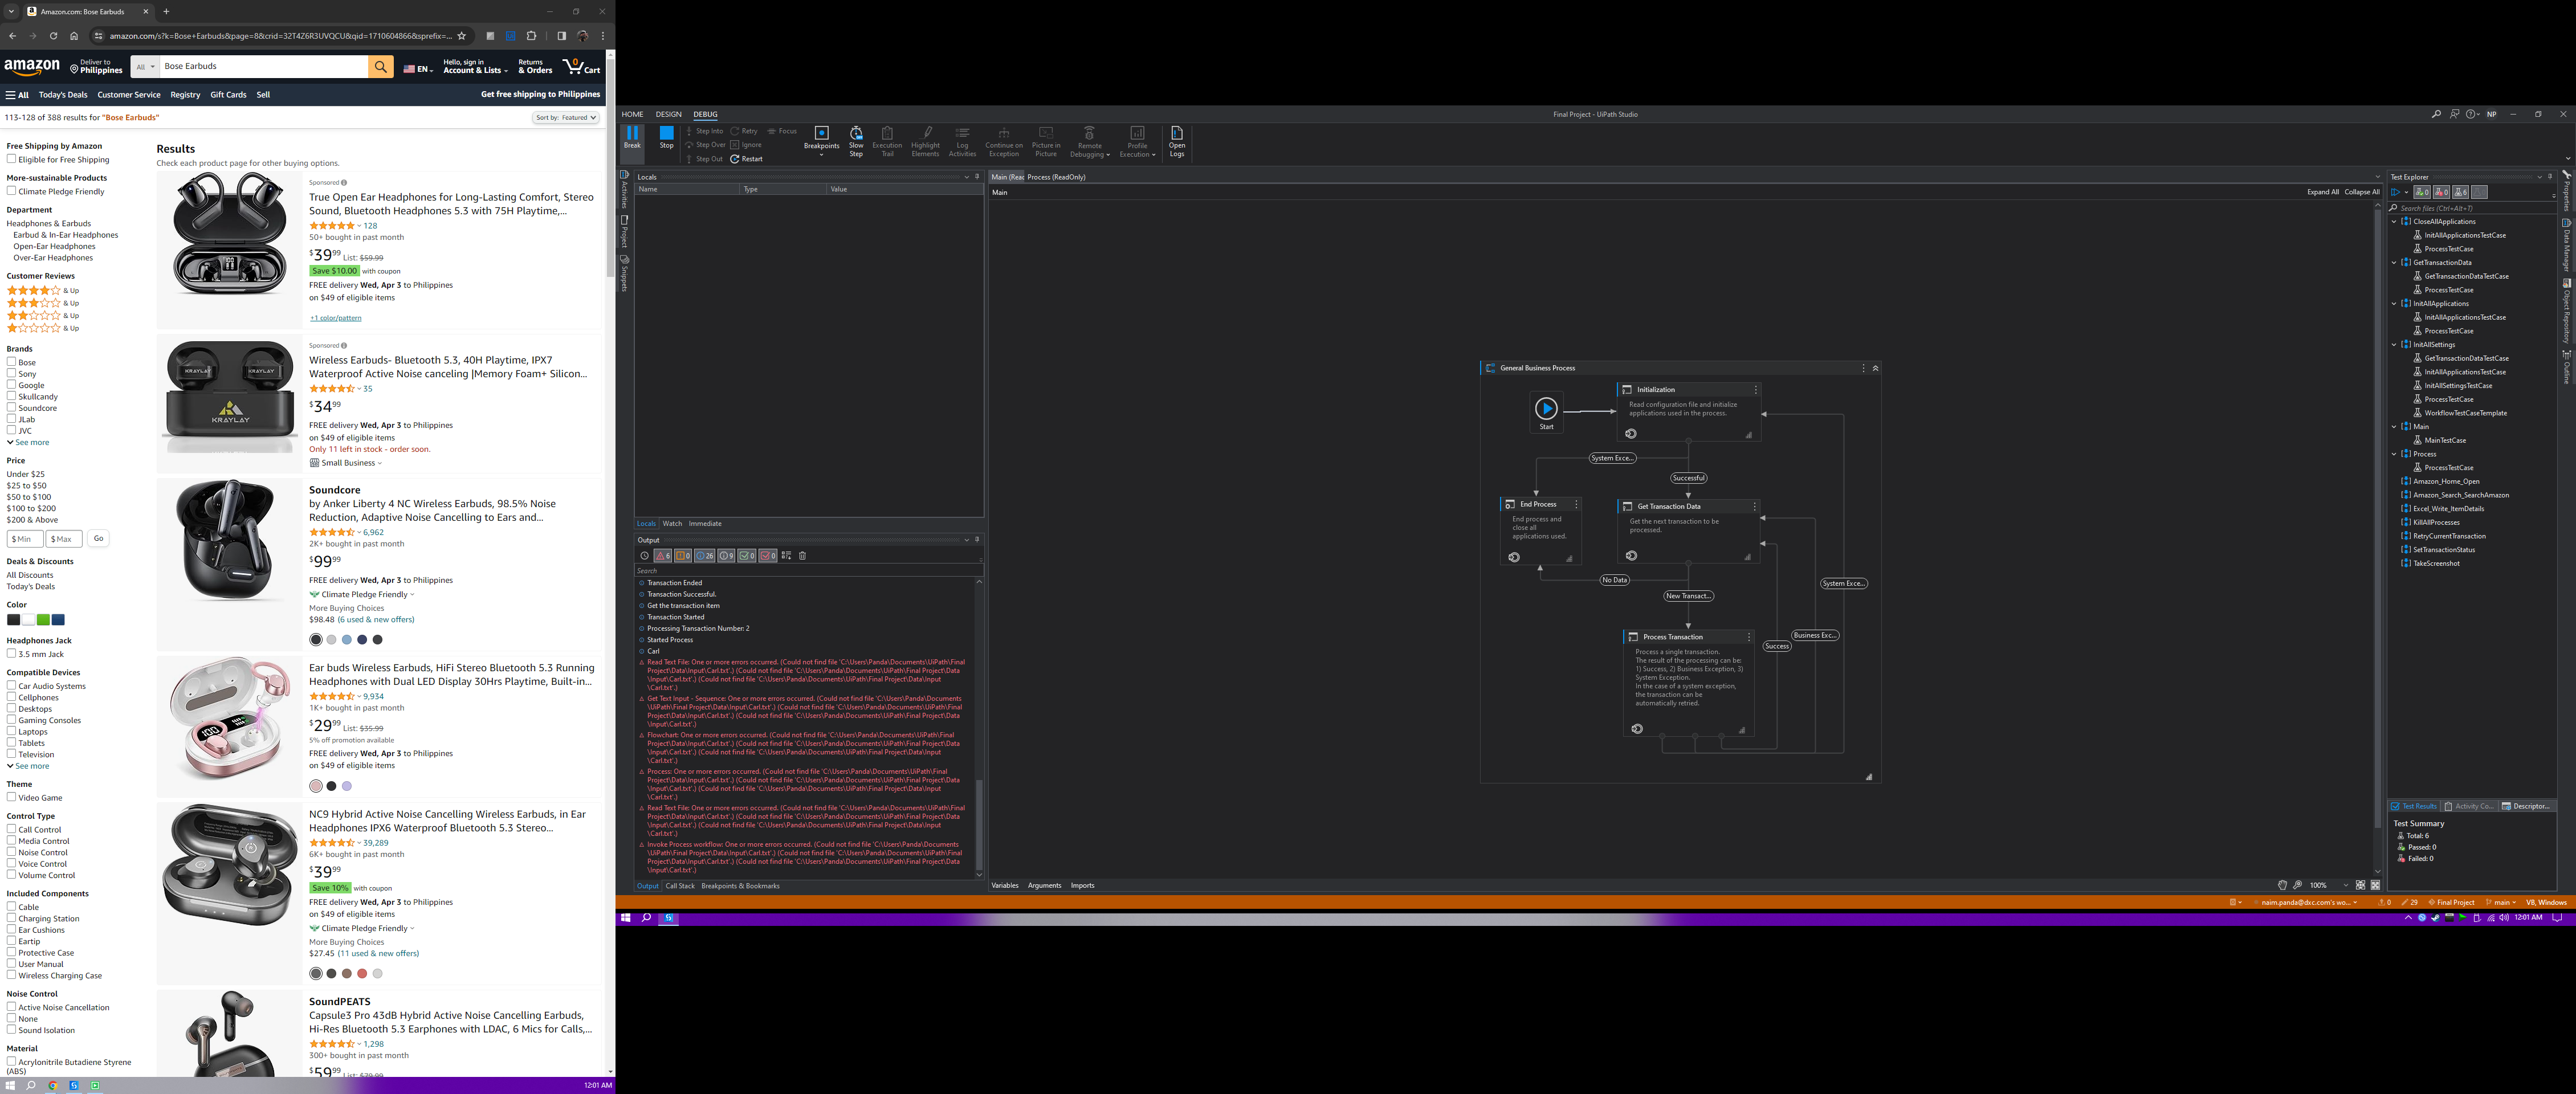 Amazon.com: Bose Earbuds
amazon.com/s?k=Bose+Earbuds&page=8&crid=32T4Z6R3UVQCU&qid=1710604866&sprefix=...
amazon
Deliver to
Philippines
All
Bose Earbuds
EN
Hello, sign in
Account & Lists
Returns
& Orders
0
Cart
All
Today's Deals
Customer Service
Registry
Gift Cards
Sell
Get free shipping to Philippines
113-128 of 388 results for "Bose Earbuds"
Sort by: Featured
Free Shipping by Amazon
Eligible for Free Shipping
More-sustainable Products
Climate Pledge Friendly
Department
Headphones & Earbuds
Earbud & In-Ear Headphones
Open-Ear Headphones
Over-Ear Headphones
Customer Reviews
& Up
& Up
& Up
& Up
Brands
Bose
Sony
Google
Skullcandy
Soundcore
JLab
JVC
See more
Price
Under $25
$25 to $50
$50 to $100
$100 to $200
$200 & Above
$ Min
$ Max
Go
Deals & Discounts
All Discounts
Today's Deals
Color
Headphones Jack
3.5 mm Jack
Compatible Devices
Car Audio Systems
Cellphones
Desktops
Gaming Consoles
Laptops
Tablets
Television
See more
Theme
Video Game
Control Type
Call Control
Media Control
Noise Control
Voice Control
Volume Control
Included Components
Cable
Charging Station
Ear Cushions
Eartip
Protective Case
User Manual
Wireless Charging Case
Noise Control
Active Noise Cancellation
None
Sound Isolation
Material
Acrylonitrile Butadiene Styrene
(ABS)
Results
Check each product page for other buying options.
100
Sponsored
True Open Ear Headphones for Long-Lasting Comfort, Stereo
Sound, Bluetooth Headphones 5.3 with 75H Playtime,...
128
50+ bought in past month
$39 99 List: $59.99
Save $10.00 with coupon
FREE delivery Wed, Apr 3 to Philippines
on $49 of eligible items
+1 color/pattern
KRAYLAY
KRAYLAY
KRAYLAY
Sponsored
Wireless Earbuds- Bluetooth 5.3, 40H Playtime, IPX7
Waterproof Active Noise canceling |Memory Foam+ Silicon...
35
$34 99
FREE delivery Wed, Apr 3 to Philippines
on $49 of eligible items
Only 11 left in stock - order soon.
Small Business
Soundcore
by Anker Liberty 4 NC Wireless Earbuds, 98.5% Noise
Reduction, Adaptive Noise Cancelling to Ears and...
6,962
2K+ bought in past month
$99 99
FREE delivery Wed, Apr 3 to Philippines
Climate Pledge Friendly
More Buying Choices
$98.48 (6 used & new offers)
100
Ear buds Wireless Earbuds, HiFi Stereo Bluetooth 5.3 Running
Headphones with Dual LED Display 30Hrs Playtime, Built-in...
9,934
1K+ bought in past month
$29 99 List: $35.99
5% off promotion available
FREE delivery Wed, Apr 3 to Philippines
on $49 of eligible items
NC9 Hybrid Active Noise Cancelling Wireless Earbuds, in Ear
Headphones IPX6 Waterproof Bluetooth 5.3 Stereo...
39,289
6K+ bought in past month
$39 99
Save 10% with coupon
FREE delivery Wed, Apr 3 to Philippines
on $49 of eligible items
Climate Pledge Friendly
More Buying Choices
$27.45 (11 used & new offers)
SoundPEATS
Capsule3 Pro 43dB Hybrid Active Noise Cancelling Earbuds,
Hi-Res Bluetooth 5.3 Earphones with LDAC, 6 Mics for Calls,...
1,298
300+ bought in past month
$59 99 List: $79.99
12:01 AM
HOME
DESIGN
DEBUG
Final Project - UiPath Studio
NP
Break
Stop
Step Into
Step Over
Step Out
Retry
Ignore
Restart
Focus
Breakpoints
Slow
Step
Execution
Trail
Highlight
Elements
Log
Activities
Continue on
Exception
Picture in
Picture
Remote
Debugging
Profile
Execution
Open
Logs
Activities
Project
Snippets
Locals
Name
Type
Value
Locals
Watch
Immediate
Output
6
0
26
9
0
0
Search
Transaction Ended
Transaction Successful.
Get the transaction item
Transaction Started
Processing Transaction Number: 2
Started Process
Carl
Read Text File: One or more errors occurred. (Could not find file 'C:\Users\Panda\Documents\UiPath\Final
Project\Data\Input\Carl.txt'.) (Could not find file 'C:\Users\Panda\Documents\UiPath\Final Project\Data
\Input\Carl.txt'.) (Could not find file 'C:\Users\Panda\Documents\UiPath\Final Project\Data\Input
\Carl.txt'.)
Get Text Input - Sequence: One or more errors occurred. (Could not find file 'C:\Users\Panda\Documents
\UiPath\Final Project\Data\Input\Carl.txt'.) (Could not find file 'C:\Users\Panda\Documents\UiPath\Final
Project\Data\Input\Carl.txt'.) (Could not find file 'C:\Users\Panda\Documents\UiPath\Final Project\Data
\Input\Carl.txt'.)
Flowchart: One or more errors occurred. (Could not find file 'C:\Users\Panda\Documents\UiPath\Final
Project\Data\Input\Carl.txt'.) (Could not find file 'C:\Users\Panda\Documents\UiPath\Final Project\Data
\Input\Carl.txt'.) (Could not find file 'C:\Users\Panda\Documents\UiPath\Final Project\Data\Input
\Carl.txt'.)
Process: One or more errors occurred. (Could not find file 'C:\Users\Panda\Documents\UiPath\Final
Project\Data\Input\Carl.txt'.) (Could not find file 'C:\Users\Panda\Documents\UiPath\Final Project\Data
\Input\Carl.txt'.) (Could not find file 'C:\Users\Panda\Documents\UiPath\Final Project\Data\Input
\Carl.txt'.)
Read Text File: One or more errors occurred. (Could not find file 'C:\Users\Panda\Documents\UiPath\Final
Project\Data\Input\Carl.txt'.) (Could not find file 'C:\Users\Panda\Documents\UiPath\Final Project\Data
\Input\Carl.txt'.) (Could not find file 'C:\Users\Panda\Documents\UiPath\Final Project\Data\Input
\Carl.txt'.)
Invoke Process workflow: One or more errors occurred. (Could not find file 'C:\Users\Panda\Documents
\UiPath\Final Project\Data\Input\Carl.txt'.) (Could not find file 'C:\Users\Panda\Documents\UiPath\Final
Project\Data\Input\Carl.txt'.) (Could not find file 'C:\Users\Panda\Documents\UiPath\Final Project\Data
\Input\Carl.txt'.)
Output
Call Stack
Breakpoints & Bookmarks
Main (Reac
Process (ReadOnly)
Main
Expand All
Collapse All
General Business Process
Start
Initialization
Read configuration file and initialize
applications used in the process.
System Exce...
Successful
End Process
End process and
close all
applications used.
Get Transaction Data
Get the next transaction to be
processed.
No Data
New Transact...
System Exce...
Business Exc...
Success
Process Transaction
Process a single transaction.
The result of the processing can be:
1) Success, 2) Business Exception, 3)
System Exception.
In the case of a system exception,
the transaction can be
automatically retried.
Variables
Arguments
Imports
100%
Test Explorer
0
0
6
Search files (Ctrl+Alt+T)
CloseAllApplications
InitAllApplicationsTestCase
ProcessTestCase
GetTransactionData
GetTransactionDataTestCase
ProcessTestCase
InitAllApplications
InitAllApplicationsTestCase
ProcessTestCase
InitAllSettings
GetTransactionDataTestCase
InitAllApplicationsTestCase
InitAllSettingsTestCase
ProcessTestCase
WorkflowTestCaseTemplate
Main
MainTestCase
Process
ProcessTestCase
Amazon_Home_Open
Amazon_Search_SearchAmazon
Excel_Write_ItemDetails
KillAllProcesses
RetryCurrentTransaction
SetTransactionStatus
TakeScreenshot
Test Results
Activity Co...
Descriptor...
Test Summary
Total: 6
Passed: 0
Failed: 0
Properties
Data Manager
Object Repository
Outline
naim.panda@dxc.com's wo...
0
29
Final Project
main
VB, Windows
12:01 AM